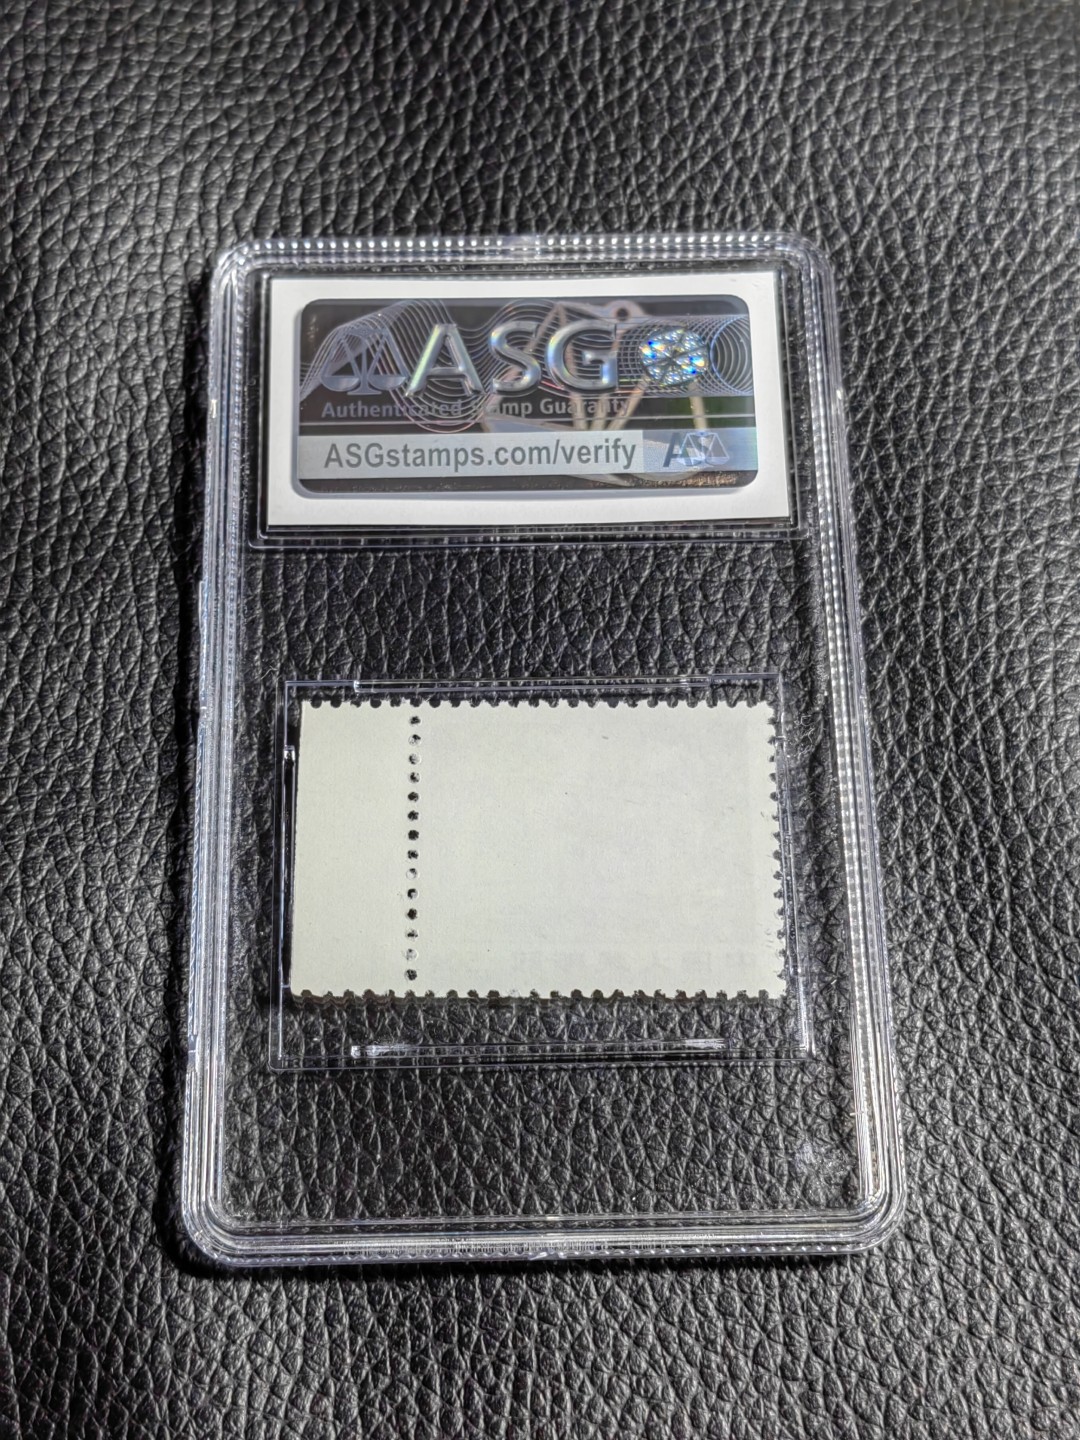 ASG
Authenticated Stamp Guaranty
ASGstamps.com/verify